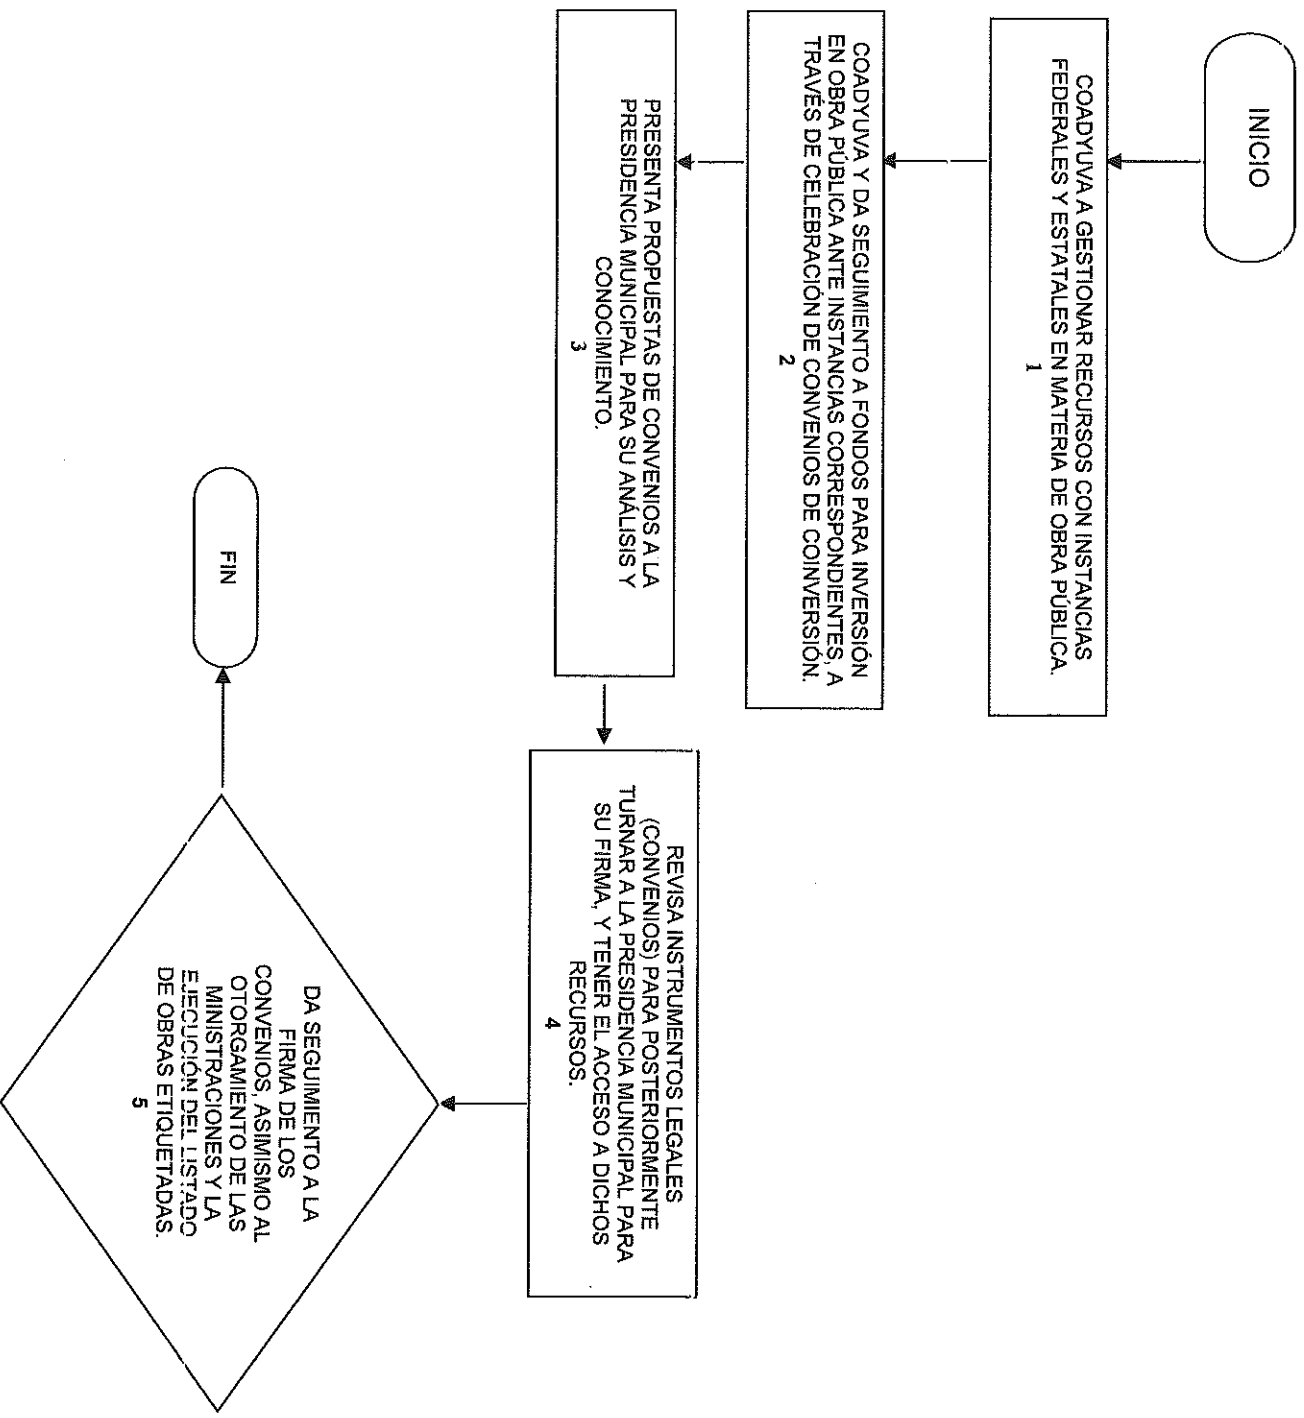 INICIO
COADYUVA A GESTIONAR RECURSOS CON INSTANCIAS
FEDERALES Y ESTATALES EN MATERIA DE OBRA PÚBLICA.
1
COADYUVA Y DA SEGUIMIENTO A FONDOS PARA INVERSIÓN
EN OBRA PÚBLICA ANTE INSTANCIAS CORRESPONDIENTES, A
TRAVÉS DE CELEBRACIÓN DE CONVENIOS DE COINVERSIÓN.
2
PRESENTA PROPUESTAS DE CONVENIOS A LA
PRESIDENCIA MUNICIPAL PARA SU ANÁLISIS Y
CONOCIMIENTO.
3
REVISA INSTRUMENTOS LEGALES
(CONVENIOS) PARA POSTERIORMENTE
TURNAR A LA PRESIDENCIA MUNICIPAL PARA
SU FIRMA, Y TENER EL ACCESO A DICHOS
RECURSOS.
4
DA SEGUIMIENTO A LA
FIRMA DE LOS
CONVENIOS, ASIMISMO AL
OTORGAMIENTO DE LAS
MINISTRACIONES Y LA
EJECUCIÓN DEL LISTADO
DE OBRAS ETIQUETADAS.
5
FIN